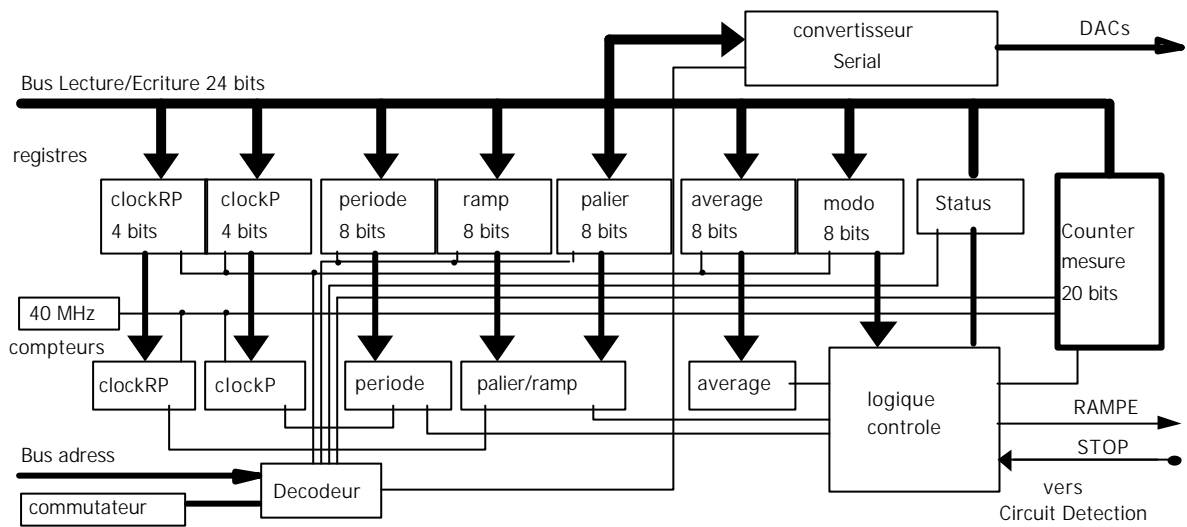 convertisseur
Serial
DACs
Bus Lecture/Ecriture 24 bits
registres
clockRP
4 bits
clockP
4 bits
periode
8 bits
ramp
8 bits
palier
8 bits
average
8 bits
modo
8 bits
Status
Counter
mesure
20 bits
40 MHz
compteurs
clockRP
clockP
periode
palier/ramp
average
logique
controle
RAMPE
STOP
vers
Circuit Detection
Bus adress
Decodeur
commutateur